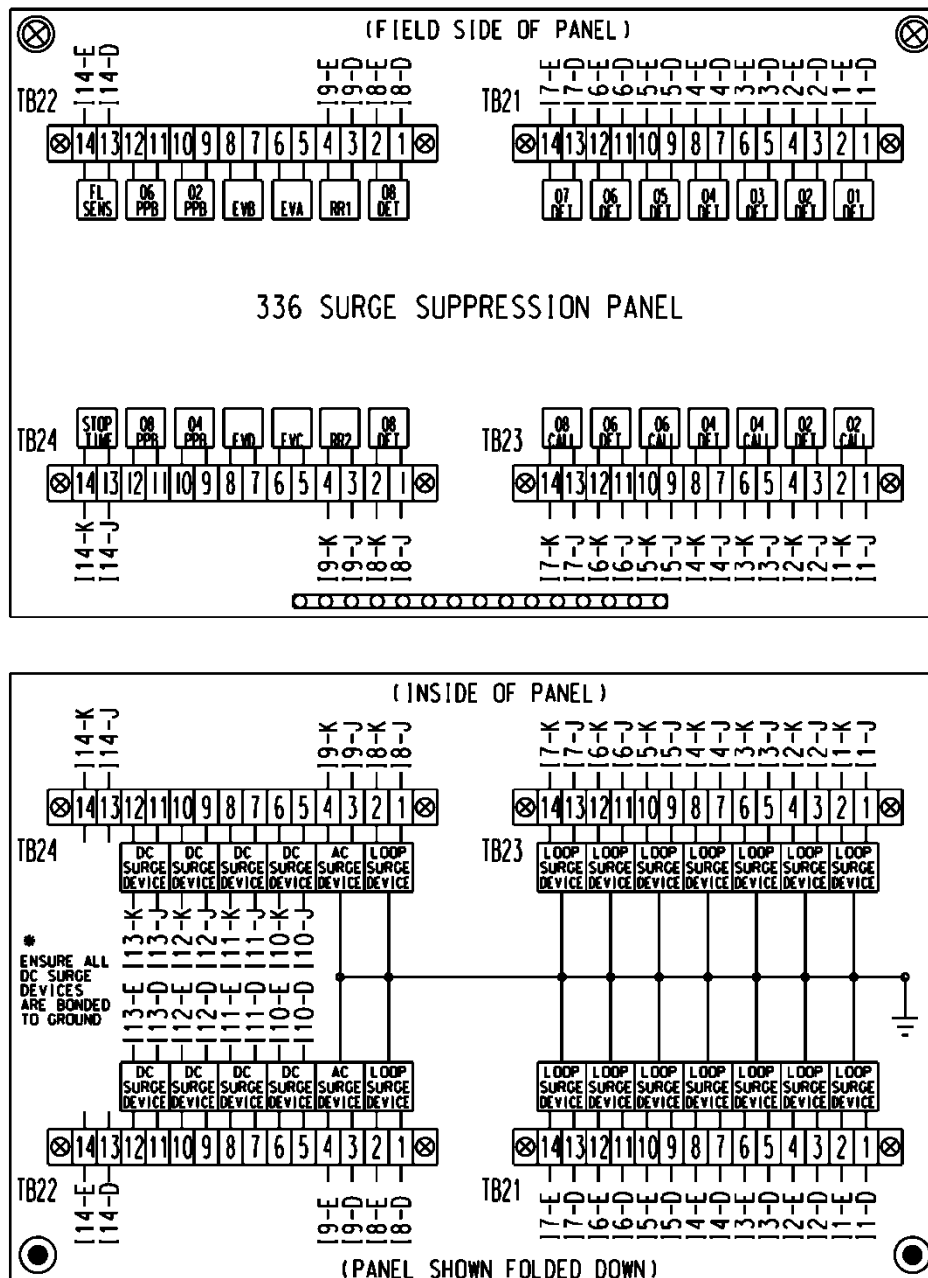 (FIELD SIDE OF PANEL)
I14-E I14-D I9-E I9-D I8-E I8-D I7-E I7-D I6-E I6-D I5-E I5-D I4-E I4-D I3-E I3-D I2-E I2-D I1-E I1-D
TB22 TB21
14 13 12 11 10 9 8 7 6 5 4 3 2 1 14 13 12 11 10 9 8 7 6 5 4 3 2 1
FL SENS 06 PPB 02 PPB EVB EVA RR1 08 DET 07 DET 06 DET 05 DET 04 DET 03 DET 02 DET 01 DET
336 SURGE SUPPRESSION PANEL
STOP TIME 08 PPB 04 PPB EVD EVC RR2 08 DET 08 CALL 06 DET 06 CALL 04 DET 04 CALL 02 DET 02 CALL
TB24 TB23
14 13 12 11 10 9 8 7 6 5 4 3 2 1 14 13 12 11 10 9 8 7 6 5 4 3 2 1
I14-K I14-J I9-K I9-J I8-K I8-J I7-K I7-J I6-K I6-J I5-K I5-J I4-K I4-J I3-K I3-J I2-K I2-J I1-K I1-J
(INSIDE OF PANEL)
I14-K I14-J I9-K I9-J I8-K I8-J I7-K I7-J I6-K I6-J I5-K I5-J I4-K I4-J I3-K I3-J I2-K I2-J I1-K I1-J
14 13 12 11 10 9 8 7 6 5 4 3 2 1 14 13 12 11 10 9 8 7 6 5 4 3 2 1
TB24 TB23
DC DC DC DC AC LOOP LOOP LOOP LOOP LOOP LOOP LOOP LOOP
SURGE SURGE SURGE SURGE SURGE SURGE SURGE SURGE SURGE SURGE SURGE SURGE SURGE
DEVICE DEVICE DEVICE DEVICE DEVICE DEVICE DEVICE DEVICE DEVICE DEVICE DEVICE DEVICE DEVICE
I13-K I13-J I12-K I12-J I11-K I11-J I10-K I10-J
*
ENSURE ALL
DC SURGE
DEVICES
ARE BONDED
TO GROUND
I13-E I13-D I12-E I12-D I11-E I11-D I10-E I10-D
DC DC DC DC AC LOOP LOOP LOOP LOOP LOOP LOOP LOOP LOOP
SURGE SURGE SURGE SURGE SURGE SURGE SURGE SURGE SURGE SURGE SURGE SURGE SURGE
DEVICE DEVICE DEVICE DEVICE DEVICE DEVICE DEVICE DEVICE DEVICE DEVICE DEVICE DEVICE DEVICE
14 13 12 11 10 9 8 7 6 5 4 3 2 1 14 13 12 11 10 9 8 7 6 5 4 3 2 1
TB22 TB21
I14-E I14-D I9-E I9-D I8-E I8-D I7-E I7-D I6-E I6-D I5-E I5-D I4-E I4-D I3-E I3-D I2-E I2-D I1-E I1-D
(PANEL SHOWN FOLDED DOWN)